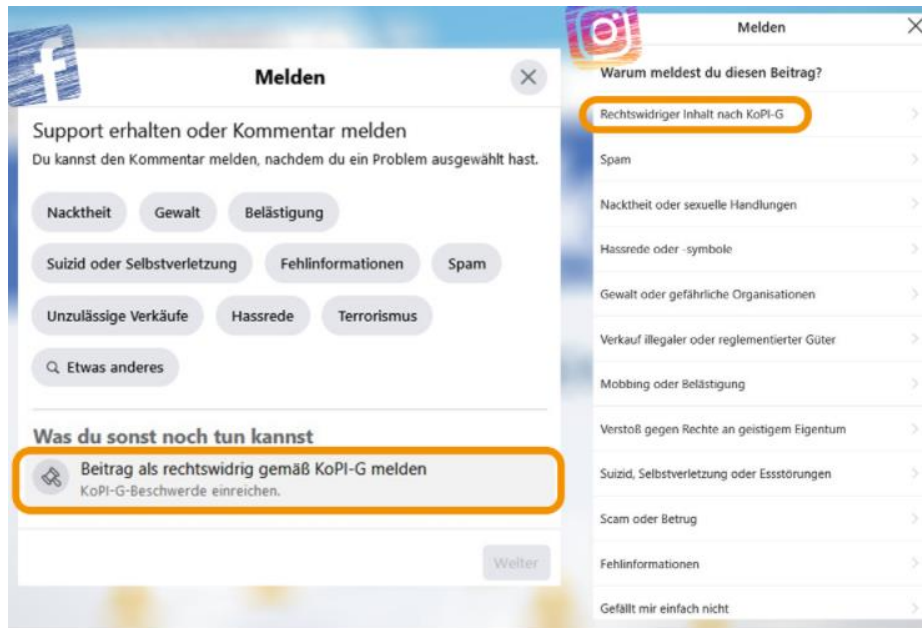 Melden
Support erhalten oder Kommentar melden
Du kannst den Kommentar melden, nachdem du ein Problem ausgewählt hast.
Nacktheit Gewalt Belästigung
Suizid oder Selbstverletzung Fehlinformationen Spam
Unzulässige Verkäufe Hassrede Terrorismus
Etwas anderes
Was du sonst noch tun kannst
Beitrag als rechtswidrig gemäß KoPI-G melden
KoPI-G-Beschwerde einreichen.
Weiter
Melden
Warum meldest du diesen Beitrag?
Rechtswidriger Inhalt nach KoPI-G
Spam
Nacktheit oder sexuelle Handlungen
Hassrede oder -symbole
Gewalt oder gefährliche Organisationen
Verkauf illegaler oder reglementierter Güter
Mobbing oder Belästigung
Verstoß gegen Rechte an geistigem Eigentum
Suizid, Selbstverletzung oder Essstörungen
Scam oder Betrug
Fehlinformationen
Gefällt mir einfach nicht